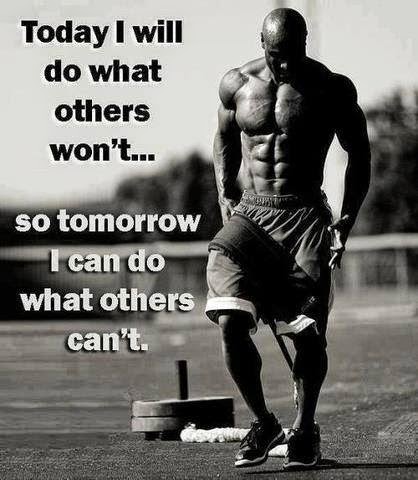 Today I will
do what
others
won't...
so tomorrow
I can do
what others
can't.